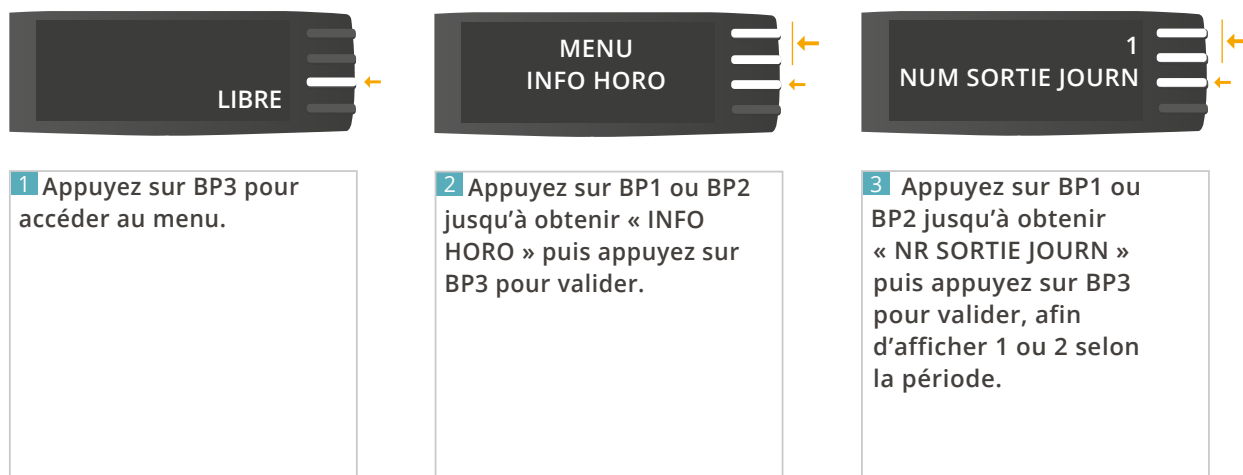 LIBRE
MENU
INFO HORO
1
NUM SORTIE JOURN
1 Appuyez sur BP3 pour
accéder au menu.
2 Appuyez sur BP1 ou BP2
jusqu’à obtenir « INFO
HORO » puis appuyez sur
BP3 pour valider.
3 Appuyez sur BP1 ou
BP2 jusqu’à obtenir
« NR SORTIE JOURN »
puis appuyez sur BP3
pour valider, afin
d’afficher 1 ou 2 selon
la période.